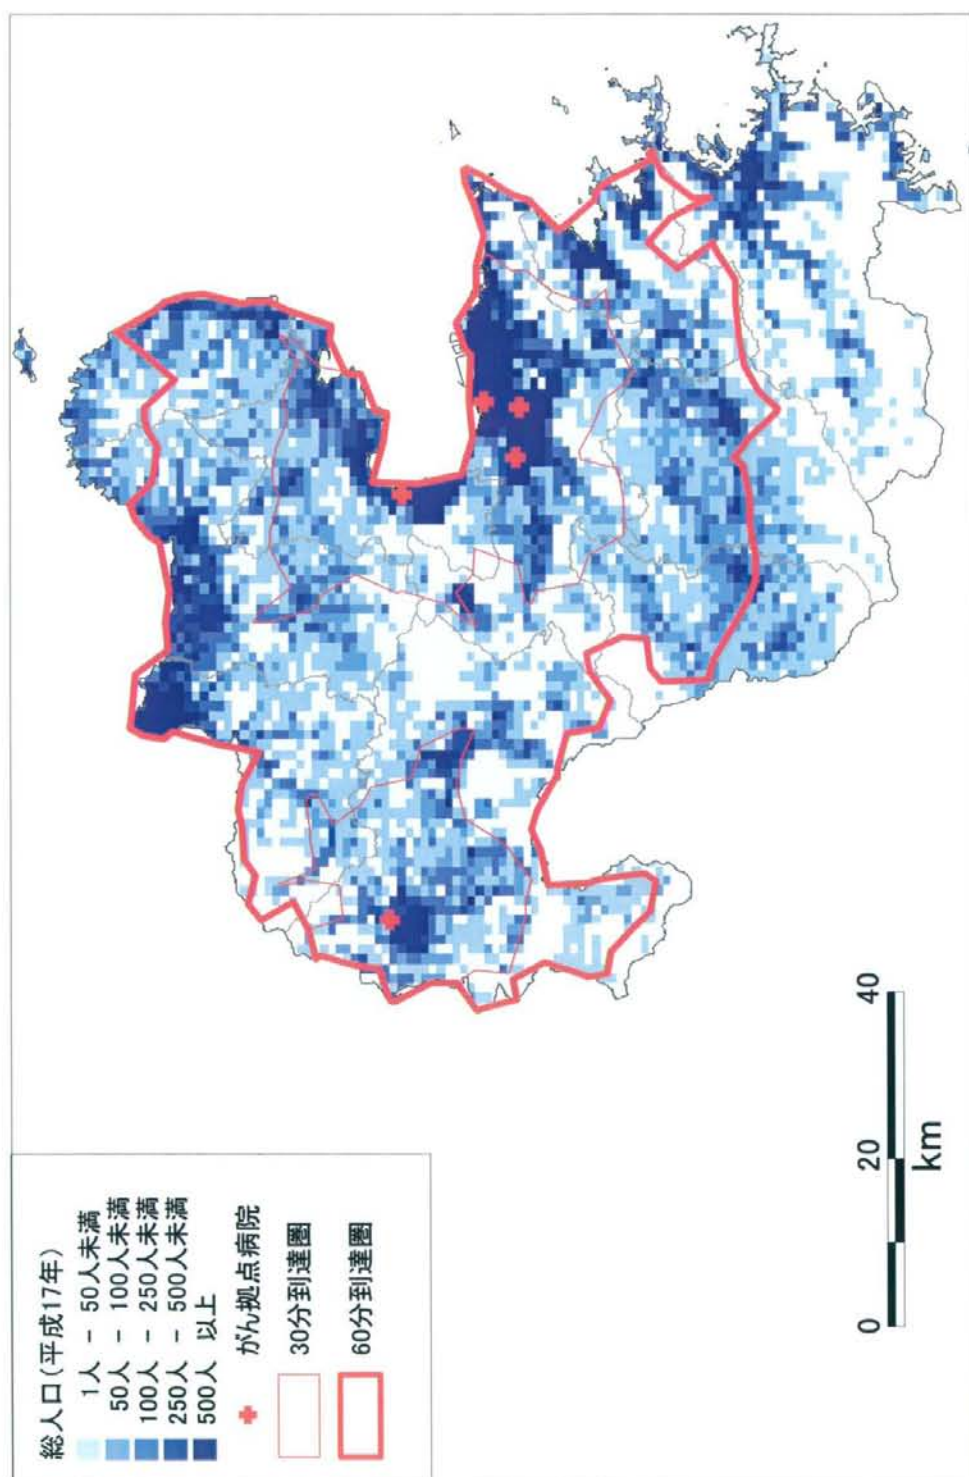 総人口(平成17年)
1人 － 50人未満
50人 － 100人未満
100人 － 250人未満
250人 － 500人未満
500人 以上
がん拠点病院
30分到達圏
60分到達圏
0 20 40
km